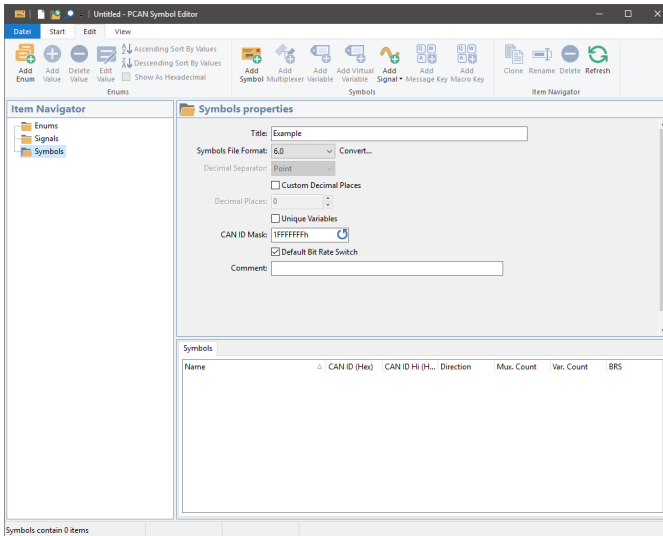 Untitled - PCAN Symbol Editor
Datei Start Edit View
Add Enum
Add Value
Delete Value
Edit Value
Ascending Sort By Values
Descending Sort By Values
Show As Hexadecimal
Enums
Add Symbol
Add Multiplexer
Add Variable
Add Virtual Variable
Add Signal
Add Message Key
Add Macro Key
Symbols
Clone
Rename
Delete
Refresh
Item Navigator
Item Navigator
Enums
Signals
Symbols
Symbols properties
Title: Example
Symbols File Format: 6.0 Convert...
Decimal Separator: Point
Custom Decimal Places
Decimal Places: 0
Unique Variables
CAN ID Mask: 1FFFFFFFh
Default Bit Rate Switch
Comment:
Symbols
Name CAN ID (Hex) CAN ID Hi (H... Direction Mux. Count Var. Count BRS
Symbols contain 0 items